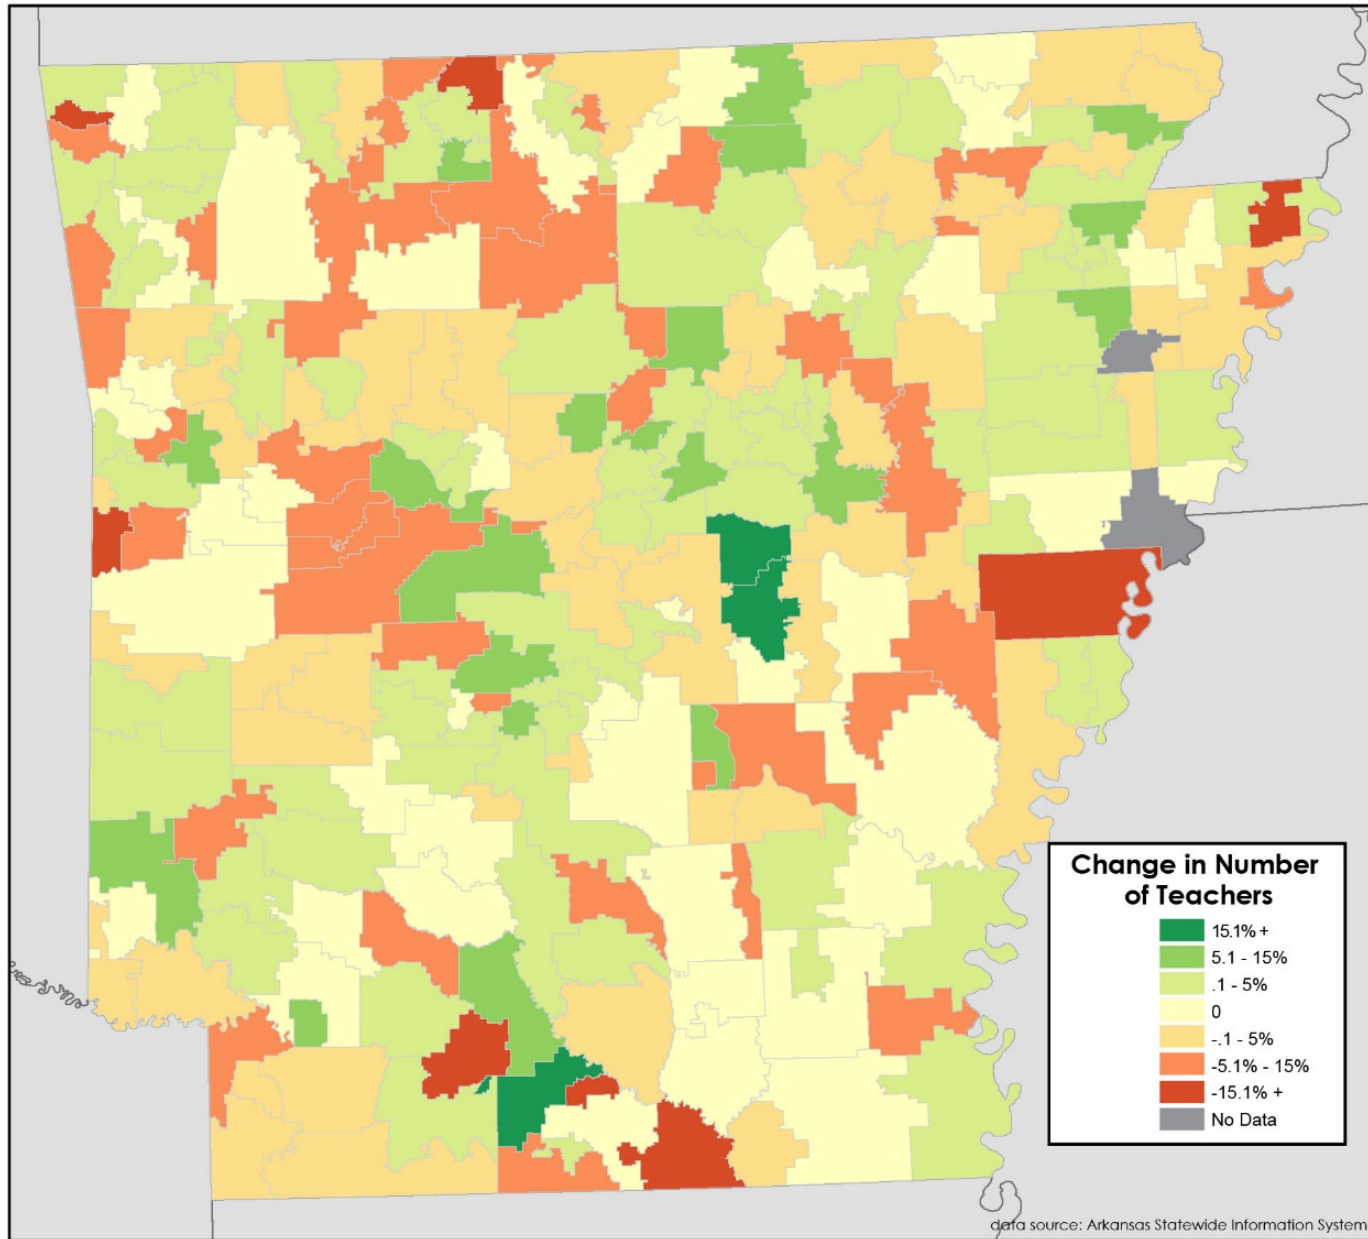 Change in Number
of Teachers
15.1% +
5.1 - 15%
.1 - 5%
0
-.1 - 5%
-5.1% - 15%
-15.1% +
No Data
data source: Arkansas Statewide Information System